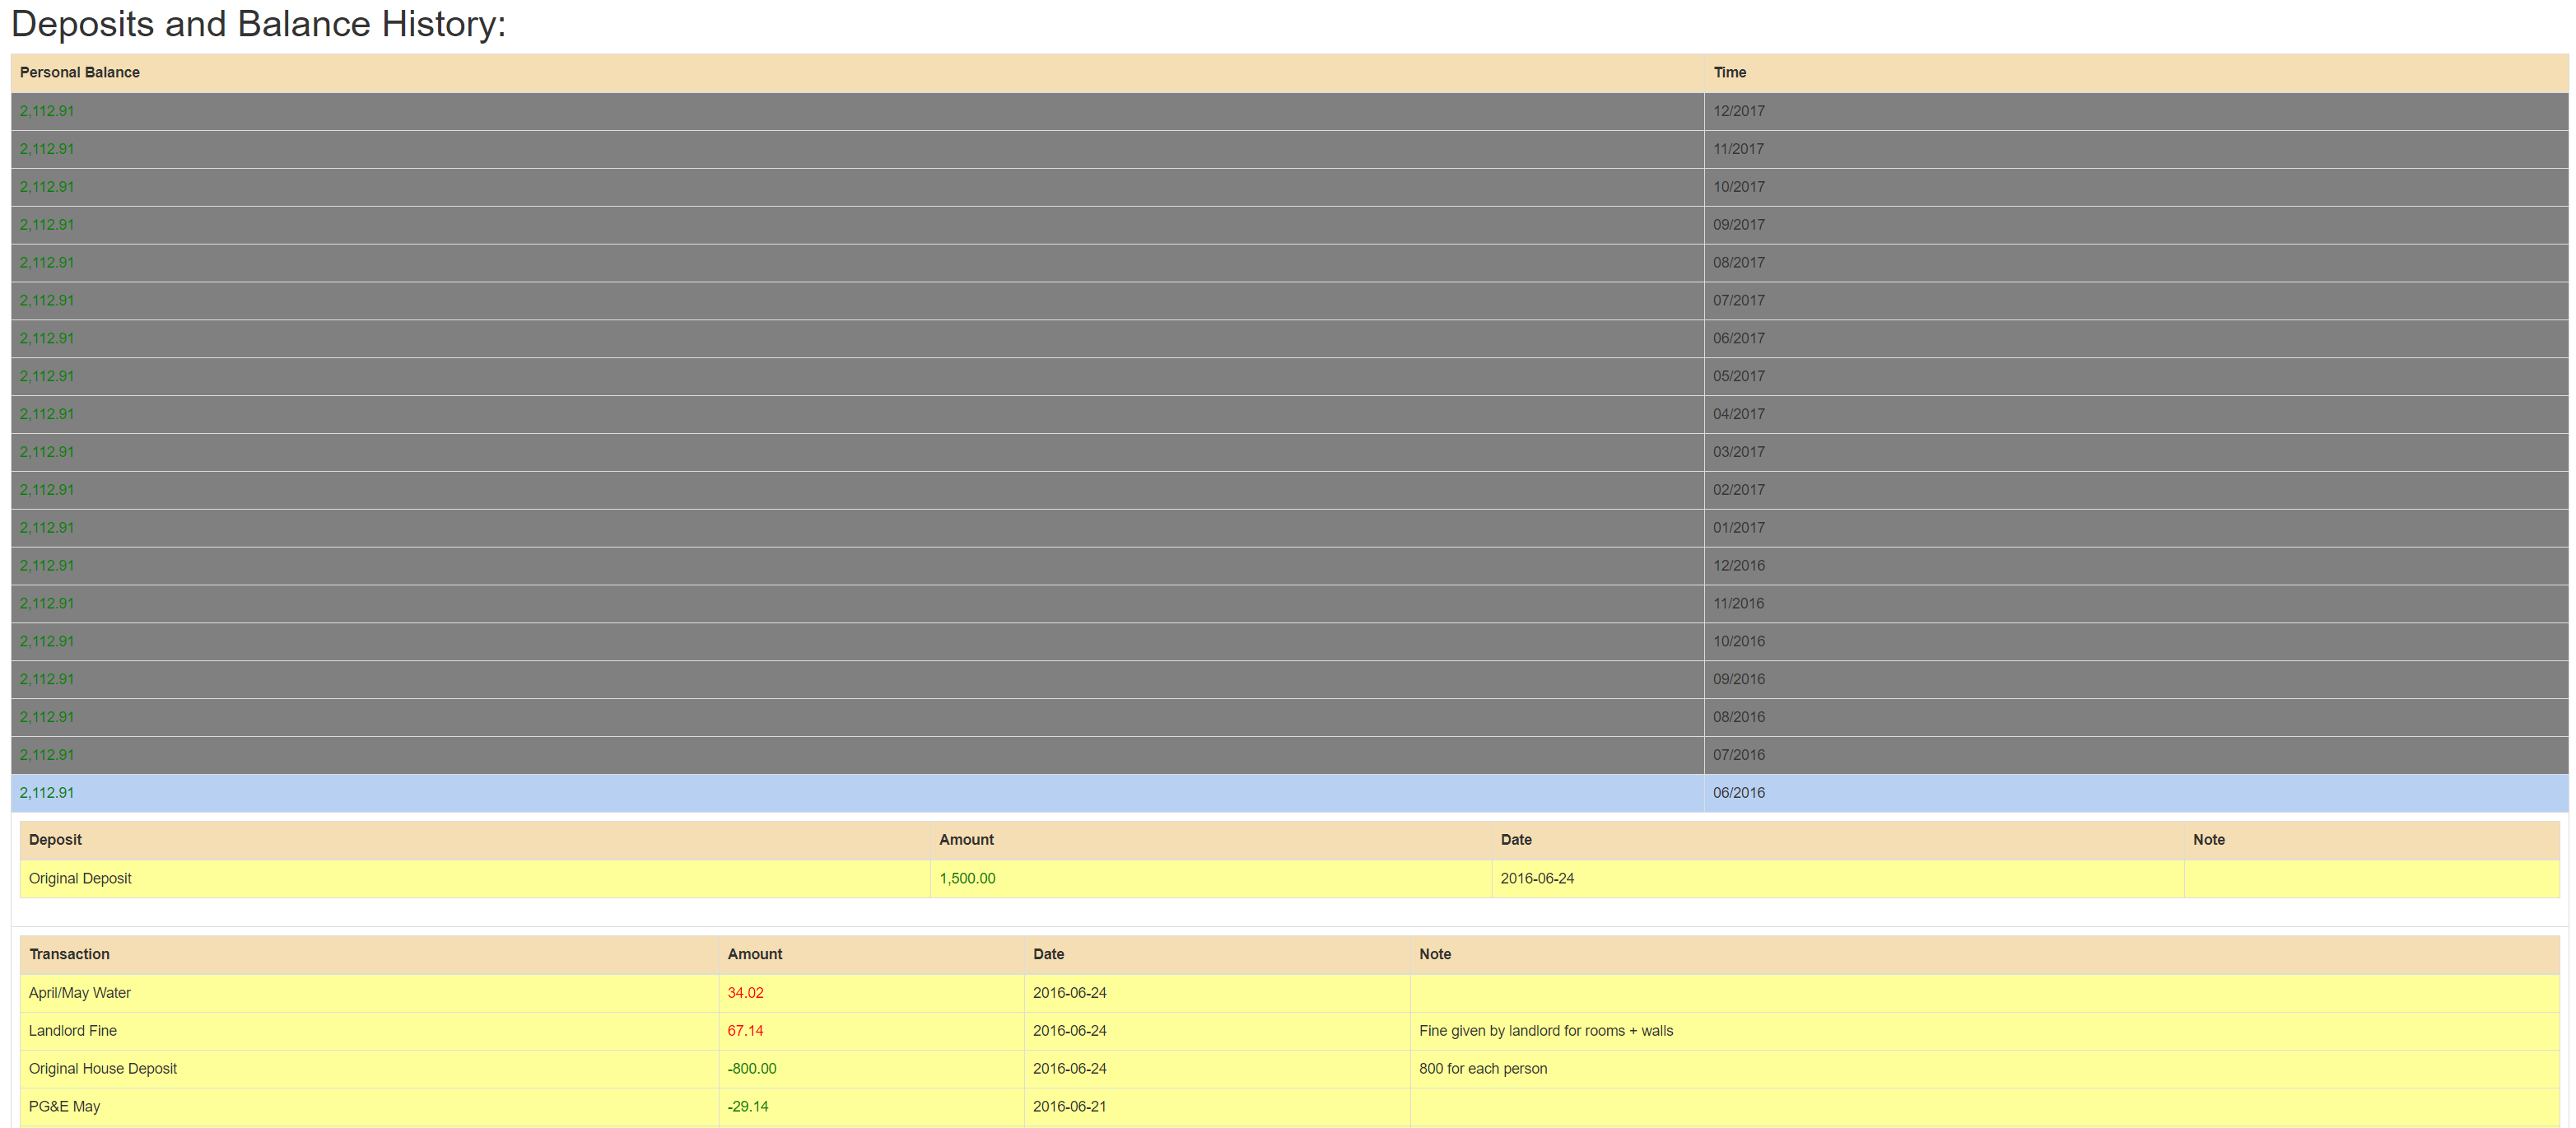 Deposits and Balance History:
Personal Balance Time
2,112.91 12/2017
2,112.91 11/2017
2,112.91 10/2017
2,112.91 09/2017
2,112.91 08/2017
2,112.91 07/2017
2,112.91 06/2017
2,112.91 05/2017
2,112.91 04/2017
2,112.91 03/2017
2,112.91 02/2017
2,112.91 01/2017
2,112.91 12/2016
2,112.91 11/2016
2,112.91 10/2016
2,112.91 09/2016
2,112.91 08/2016
2,112.91 07/2016
2,112.91 06/2016
Deposit Amount Date Note
Original Deposit 1,500.00 2016-06-24
Transaction Amount Date Note
April/May Water 34.02 2016-06-24
Landlord Fine 67.14 2016-06-24 Fine given by landlord for rooms + walls
Original House Deposit -800.00 2016-06-24 800 for each person
PG&E May -29.14 2016-06-21